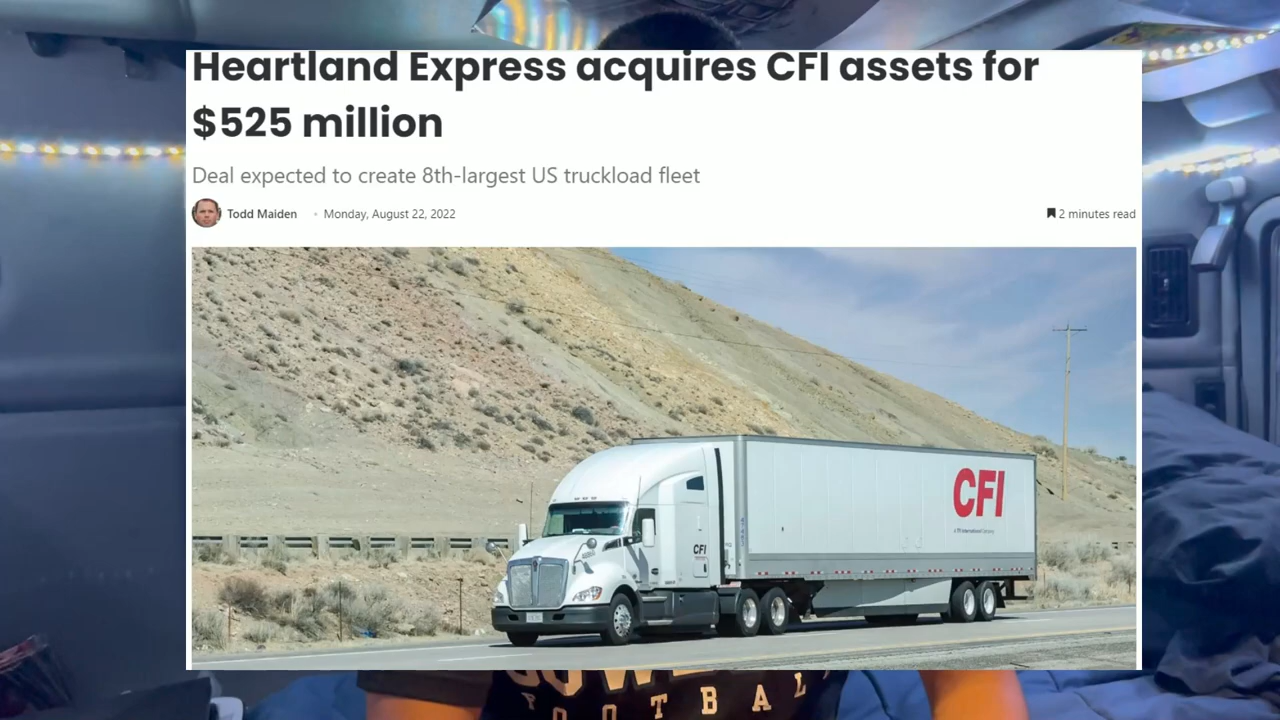 Heartland Express acquires CFI assets for
$525 million
Deal expected to create 8th-largest US truckload fleet
Todd Maiden
Monday, August 22, 2022
2 minutes read
CFI
CFI
FOOTBALL